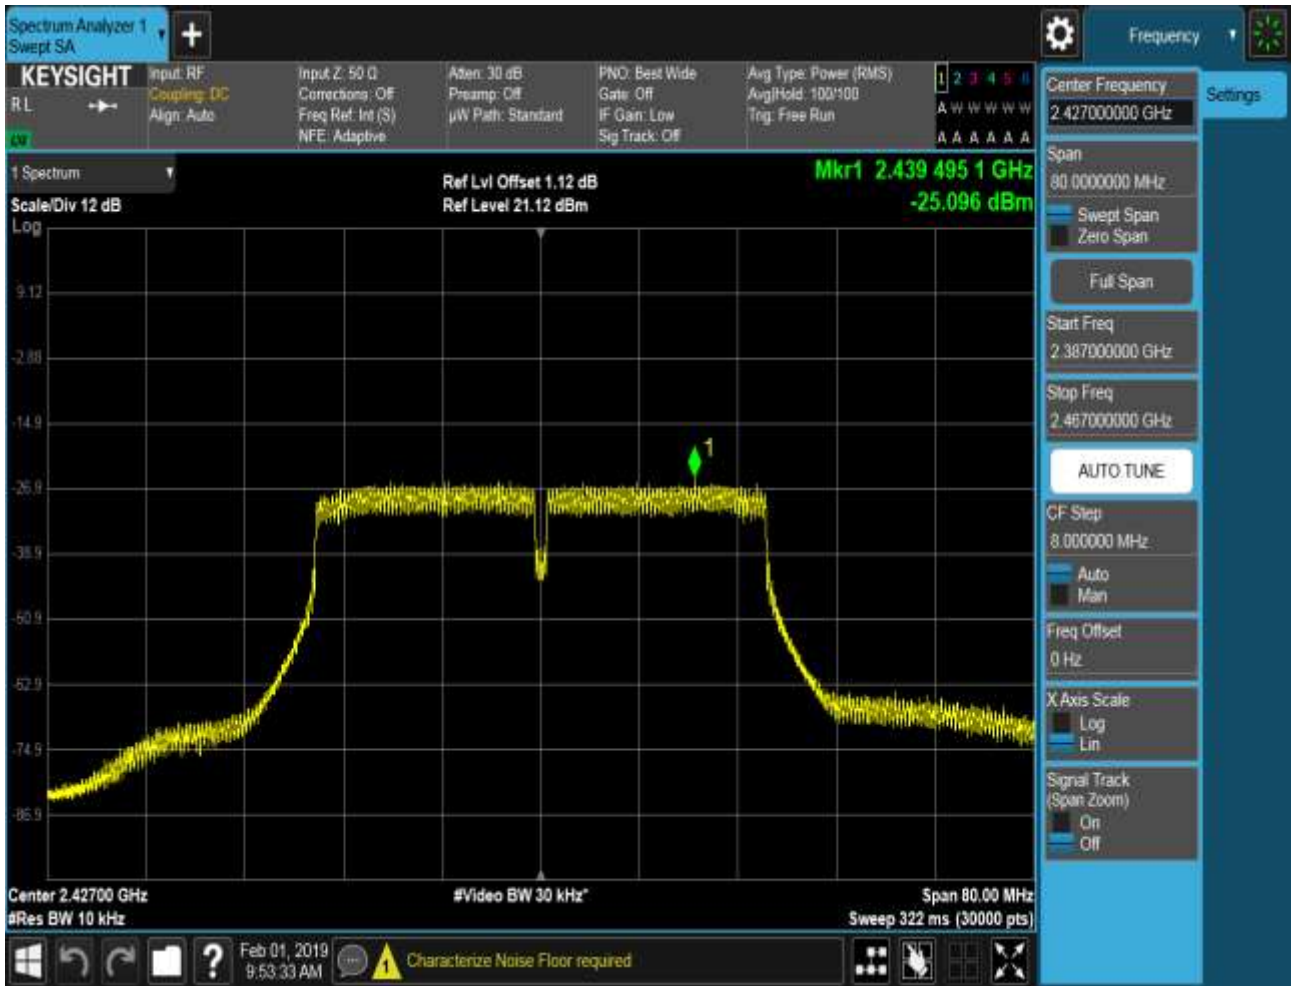 Spectrum Analyzer 1
Swept SA
+
Frequency
KEYSIGHT
RL
Input: RF
Coupling: DC
Align: Auto
Input Z: 50 Ω
Corrections: Off
Freq Ref: Int (S)
NFE: Adaptive
Atten: 30 dB
Preamp: Off
µW Path: Standard
PNO: Best Wide
Gate: Off
IF Gain: Low
Sig Track: Off
Avg Type: Power (RMS)
Avg|Hold: 100/100
Trig: Free Run
1 2 3 4 5 6
A W W W W W
A A A A A A
1 Spectrum
Scale/Div 12 dB
Ref Lvl Offset 1.12 dB
Ref Level 21.12 dBm
Mkr1 2.439 495 1 GHz
-25.096 dBm
Log
9.12
-2.88
-14.9
-26.9
-38.9
-50.9
-62.9
-74.9
-86.9
1
Center 2.42700 GHz
#Res BW 10 kHz
#Video BW 30 kHz*
Span 80.00 MHz
Sweep 322 ms (30000 pts)
Center Frequency
2.427000000 GHz
Settings
Span
80.0000000 MHz
Swept Span
Zero Span
Full Span
Start Freq
2.387000000 GHz
Stop Freq
2.467000000 GHz
AUTO TUNE
CF Step
8.000000 MHz
Auto
Man
Freq Offset
0 Hz
X Axis Scale
Log
Lin
Signal Track
(Span Zoom)
On
Off
?
Feb 01, 2019
9:53:33 AM
1
Characterize Noise Floor required